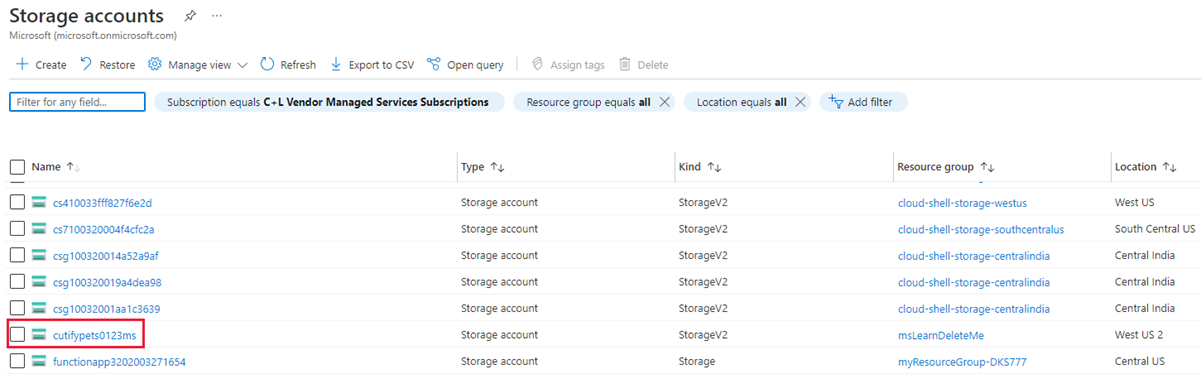 Storage accounts
Microsoft (microsoft.onmicrosoft.com)
Create Restore Manage view Refresh Export to CSV Open query Assign tags Delete
Filter for any field... Subscription equals C+L Vendor Managed Services Subscriptions Resource group equals all Location equals all Add filter
Name Type Kind Resource group Location
cs410033fff827f6e2d Storage account StorageV2 cloud-shell-storage-westus West US
cs7100320004f4cfc2a Storage account StorageV2 cloud-shell-storage-southcentralus South Central US
csg100320014a52a9af Storage account StorageV2 cloud-shell-storage-centralindia Central India
csg100320019a4dea98 Storage account StorageV2 cloud-shell-storage-centralindia Central India
csg10032001aa1c3639 Storage account StorageV2 cloud-shell-storage-centralindia Central India
cutifypets0123ms Storage account StorageV2 msLearnDeleteMe West US 2
functionapp3202003271654 Storage account Storage myResourceGroup-DKS777 Central US